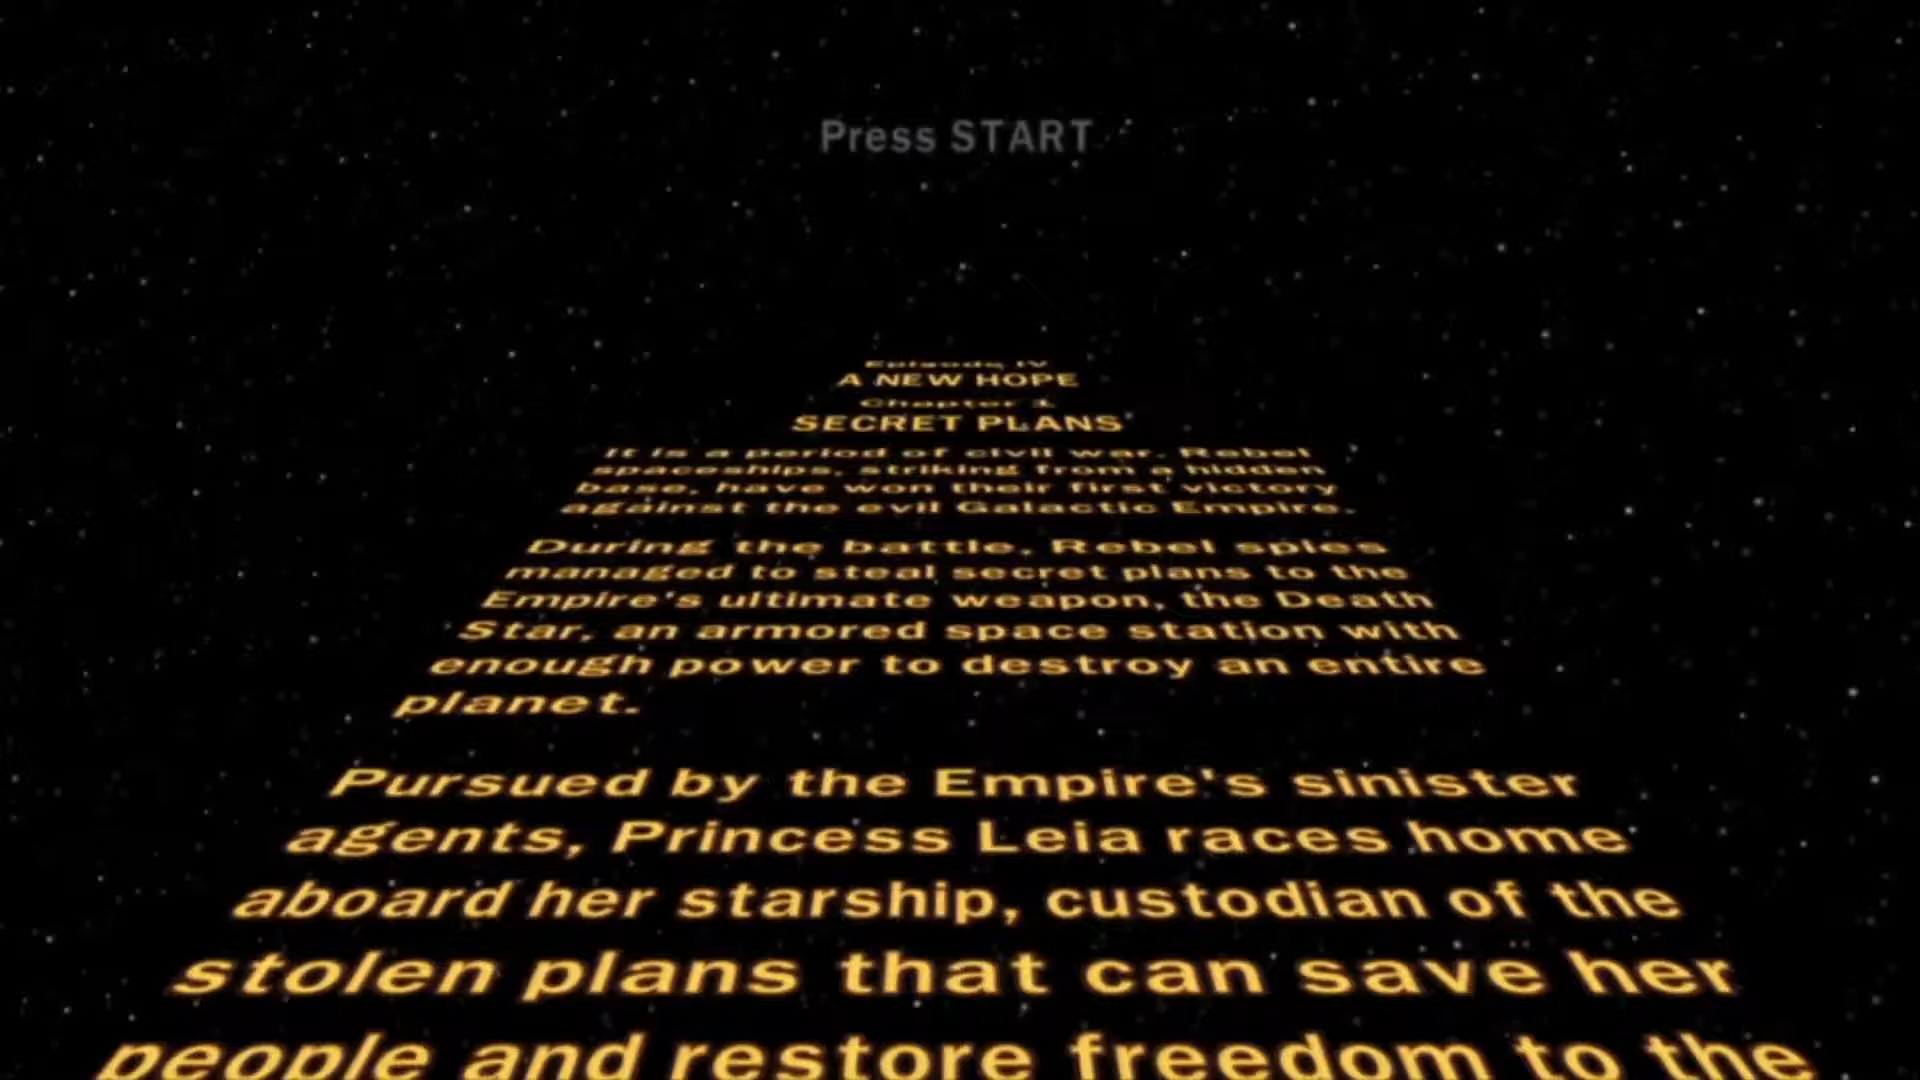 Press START
Episode IV
A NEW HOPE
Chapter 1
SECRET PLANS
It is a period of civil war. Rebel
spaceships, striking from a hidden
base, have won their first victory
against the evil Galactic Empire.
During the battle, Rebel spies
managed to steal secret plans to the
Empire's ultimate weapon, the Death
Star, an armored space station with
enough power to destroy an entire
planet.
Pursued by the Empire's sinister
agents, Princess Leia races home
aboard her starship, custodian of the
stolen plans that can save her
people and restore freedom to the